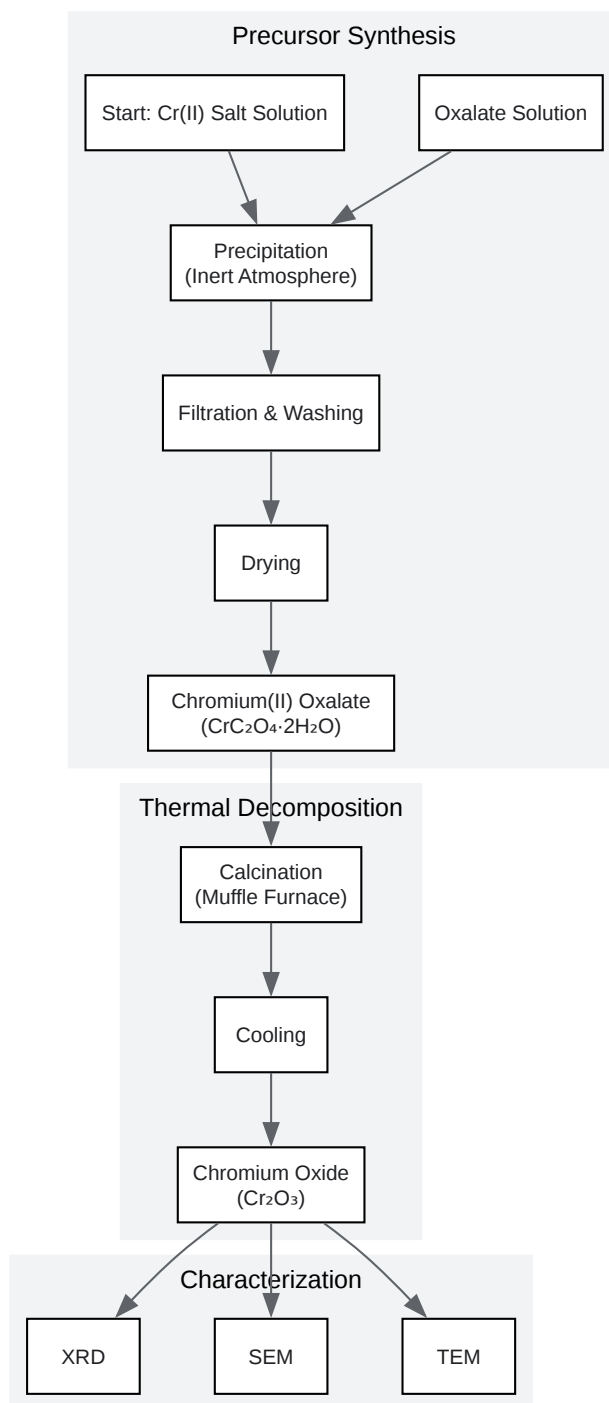 Precursor Synthesis
Start: Cr(II) Salt Solution
Oxalate Solution
Precipitation
(Inert Atmosphere)
Filtration & Washing
Drying
Chromium(II) Oxalate
(CrC₂O₄·2H₂O)
Thermal Decomposition
Calcination
(Muffle Furnace)
Cooling
Chromium Oxide
(Cr₂O₃)
Characterization
XRD
SEM
TEM